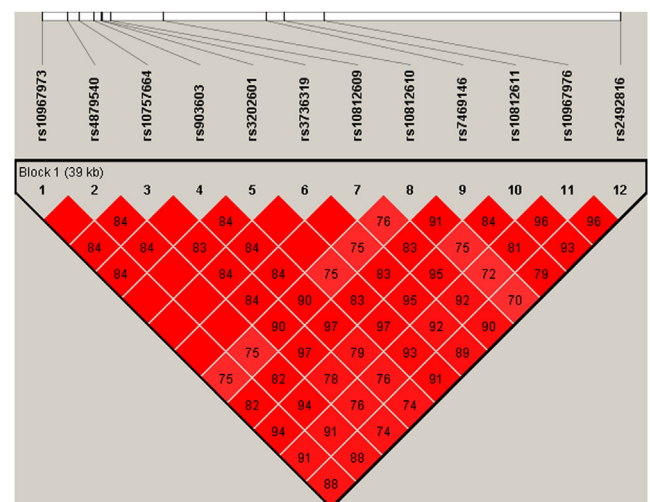 rs10967973
rs4879540
rs10757664
rs903603
rs3202601
rs3736319
rs10812609
rs10812610
rs7469146
rs10812611
rs10967976
rs2492816
Block 1 (39 kb)
1 2 3 4 5 6 7 8 9 10 11 12
84 84 76 91 84 96 96
84 84 83 84 75 83 75 81 93
84 84 84 75 83 95 72 79
84 90 83 95 92 70
90 97 97 92 90
75 97 79 93 89
75 82 78 76 91
82 94 76 74
94 91 74
91 88
88